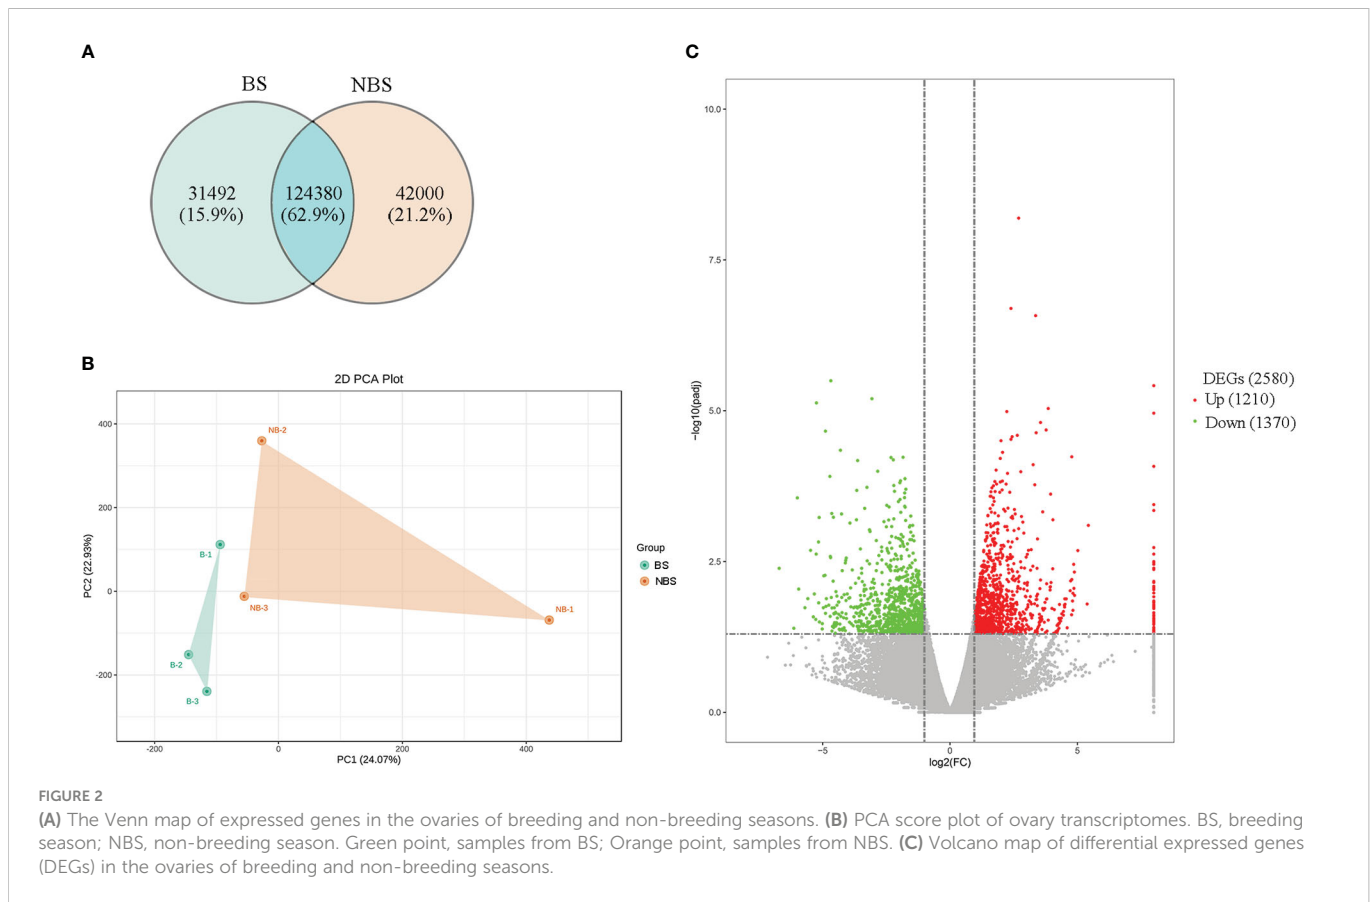 A
BS
NBS
31492
(15.9%)
124380
(62.9%)
42000
(21.2%)
B
2D PCA Plot
400
200
0
-200
PC2 (22.93%)
NB-2
B-1
NB-3
NB-1
B-2
B-3
-200
0
200
400
PC1 (24.07%)
Group
BS
NBS
C
10.0
7.5
5.0
2.5
0.0
−log10(padj)
−5
0
5
log2(FC)
DEGs (2580)
Up (1210)
Down (1370)
FIGURE 2
(A) The Venn map of expressed genes in the ovaries of breeding and non-breeding seasons. (B) PCA score plot of ovary transcriptomes. BS, breeding
season; NBS, non-breeding season. Green point, samples from BS; Orange point, samples from NBS. (C) Volcano map of differential expressed genes
(DEGs) in the ovaries of breeding and non-breeding seasons.